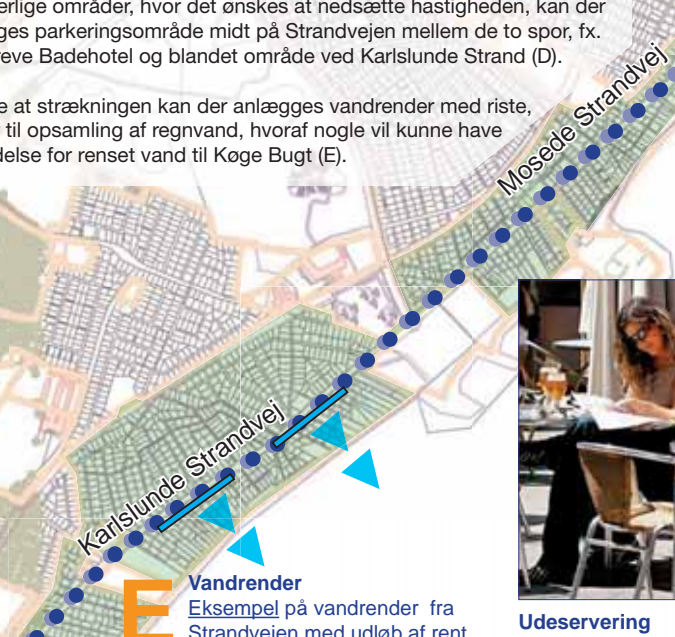 erlige områder, hvor det ønskes at nedsætte hastigheden, kan der
ges parkeringsområde midt på Strandvejen mellem de to spor, fx.
eve Badehotel og blandet område ved Karlslunde Strand (D).
e at strækningen kan der anlægges vandrender med riste,
til opsamling af regnvand, hvoraf nogle vil kunne have
delse for renset vand til Køge Bugt (E).
Mosede Strandvej
Karlslunde Strandvej
E
Vandrender
Eksempel på vandrender fra
Strandvejen med udløb af rent
Udeservering